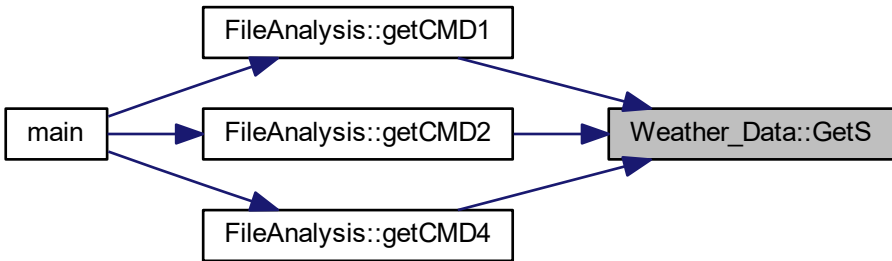 FileAnalysis::getCMD1
main
FileAnalysis::getCMD2
Weather_Data::GetS
FileAnalysis::getCMD4